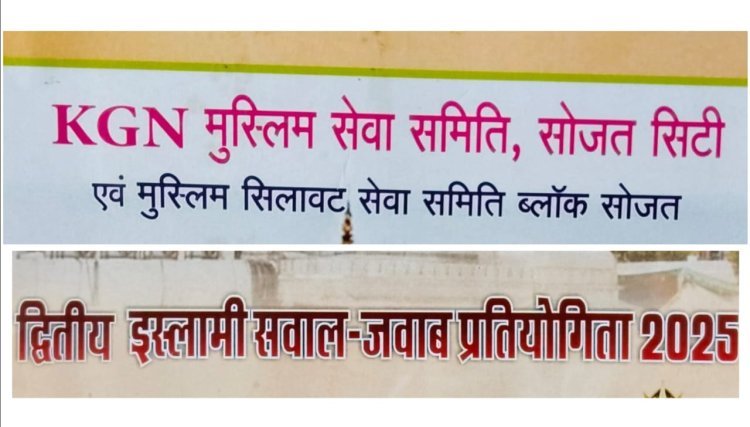 KGN मुस्लिम सेवा समिति, सोजत सिटी
एवं मुस्लिम सिलावट सेवा समिति ब्लॉक सोजत
द्वितीय इस्लामी सवाल-जवाब प्रतियोगिता 2025